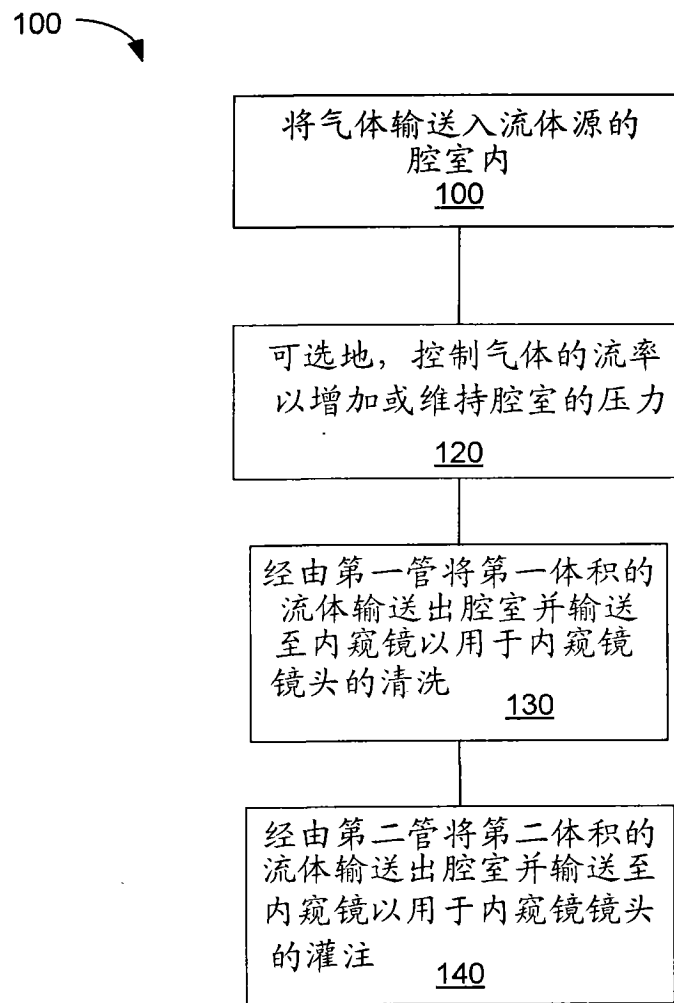 100
将气体输送入流体源的
腔室内
100
可选地，控制气体的流率
以增加或维持腔室的压力
120
经由第一管将第一体积的
流体输送出腔室并输送
至内窥镜以用于内窥镜
镜头的清洗
130
经由第二管将第二体积的
流体输送出腔室并输送至
内窥镜以用于内窥镜镜头
的灌注
140